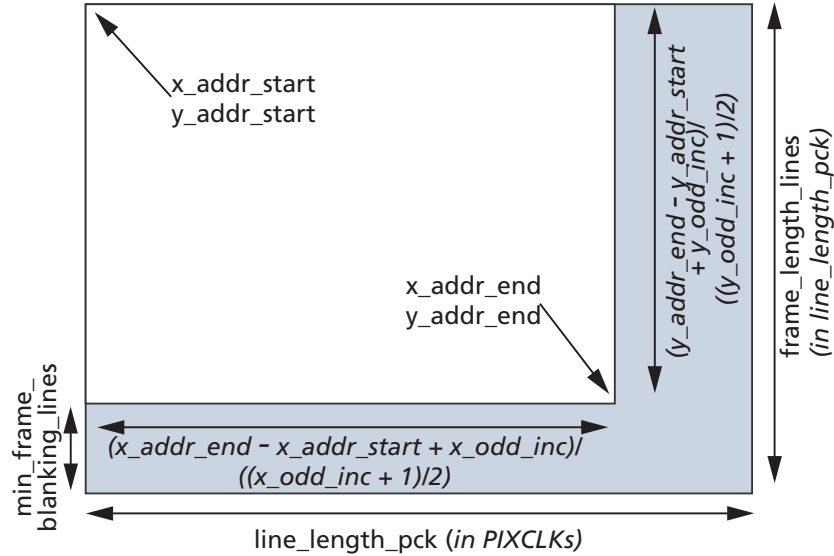 x_addr_start
y_addr_start
x_addr_end
y_addr_end
(y_addr_end - y_addr_start
+ y_odd_inc)/
((y_odd_inc + 1)/2)
frame_length_lines
(in line_length_pck)
min_frame_
blanking_lines
(x_addr_end - x_addr_start + x_odd_inc)/
((x_odd_inc + 1)/2)
line_length_pck (in PIXCLKs)